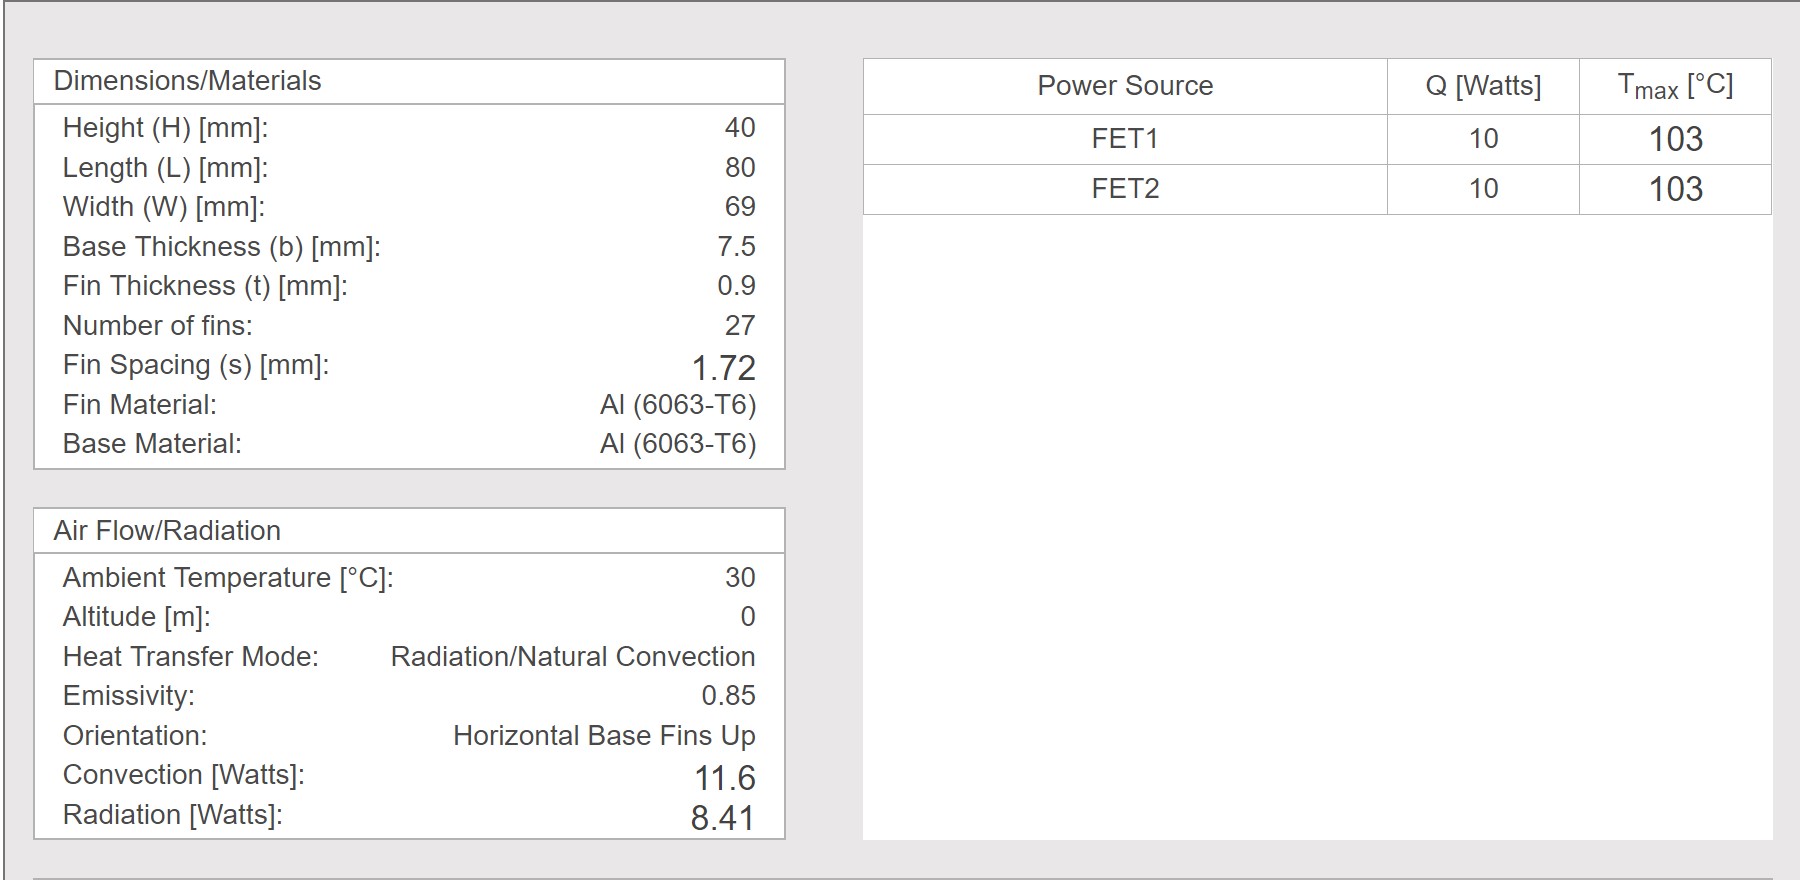 Dimensions/Materials
Height (H) [mm]: 40
Length (L) [mm]: 80
Width (W) [mm]: 69
Base Thickness (b) [mm]: 7.5
Fin Thickness (t) [mm]: 0.9
Number of fins: 27
Fin Spacing (s) [mm]: 1.72
Fin Material: Al (6063-T6)
Base Material: Al (6063-T6)
Air Flow/Radiation
Ambient Temperature [°C]: 30
Altitude [m]: 0
Heat Transfer Mode: Radiation/Natural Convection
Emissivity: 0.85
Orientation: Horizontal Base Fins Up
Convection [Watts]: 11.6
Radiation [Watts]: 8.41
Power Source Q [Watts] Tmax [°C]
FET1 10 103
FET2 10 103